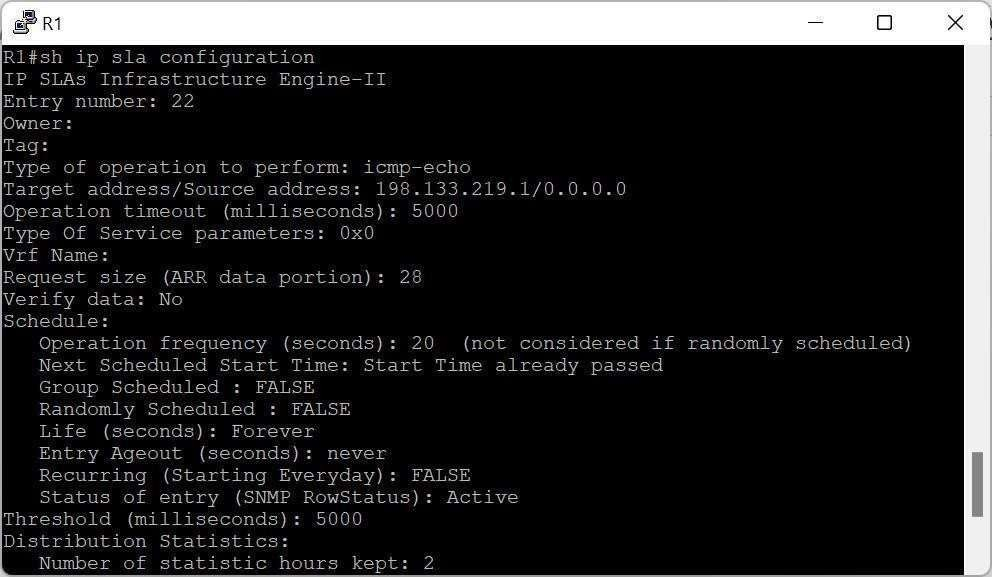 R1
R1#sh ip sla configuration
IP SLAs Infrastructure Engine-II
Entry number: 22
Owner:
Tag:
Type of operation to perform: icmp-echo
Target address/Source address: 198.133.219.1/0.0.0.0
Operation timeout (milliseconds): 5000
Type Of Service parameters: 0x0
Vrf Name:
Request size (ARR data portion): 28
Verify data: No
Schedule:
   Operation frequency (seconds): 20  (not considered if randomly scheduled)
   Next Scheduled Start Time: Start Time already passed
   Group Scheduled : FALSE
   Randomly Scheduled : FALSE
   Life (seconds): Forever
   Entry Ageout (seconds): never
   Recurring (Starting Everyday): FALSE
   Status of entry (SNMP RowStatus): Active
Threshold (milliseconds): 5000
Distribution Statistics:
   Number of statistic hours kept: 2